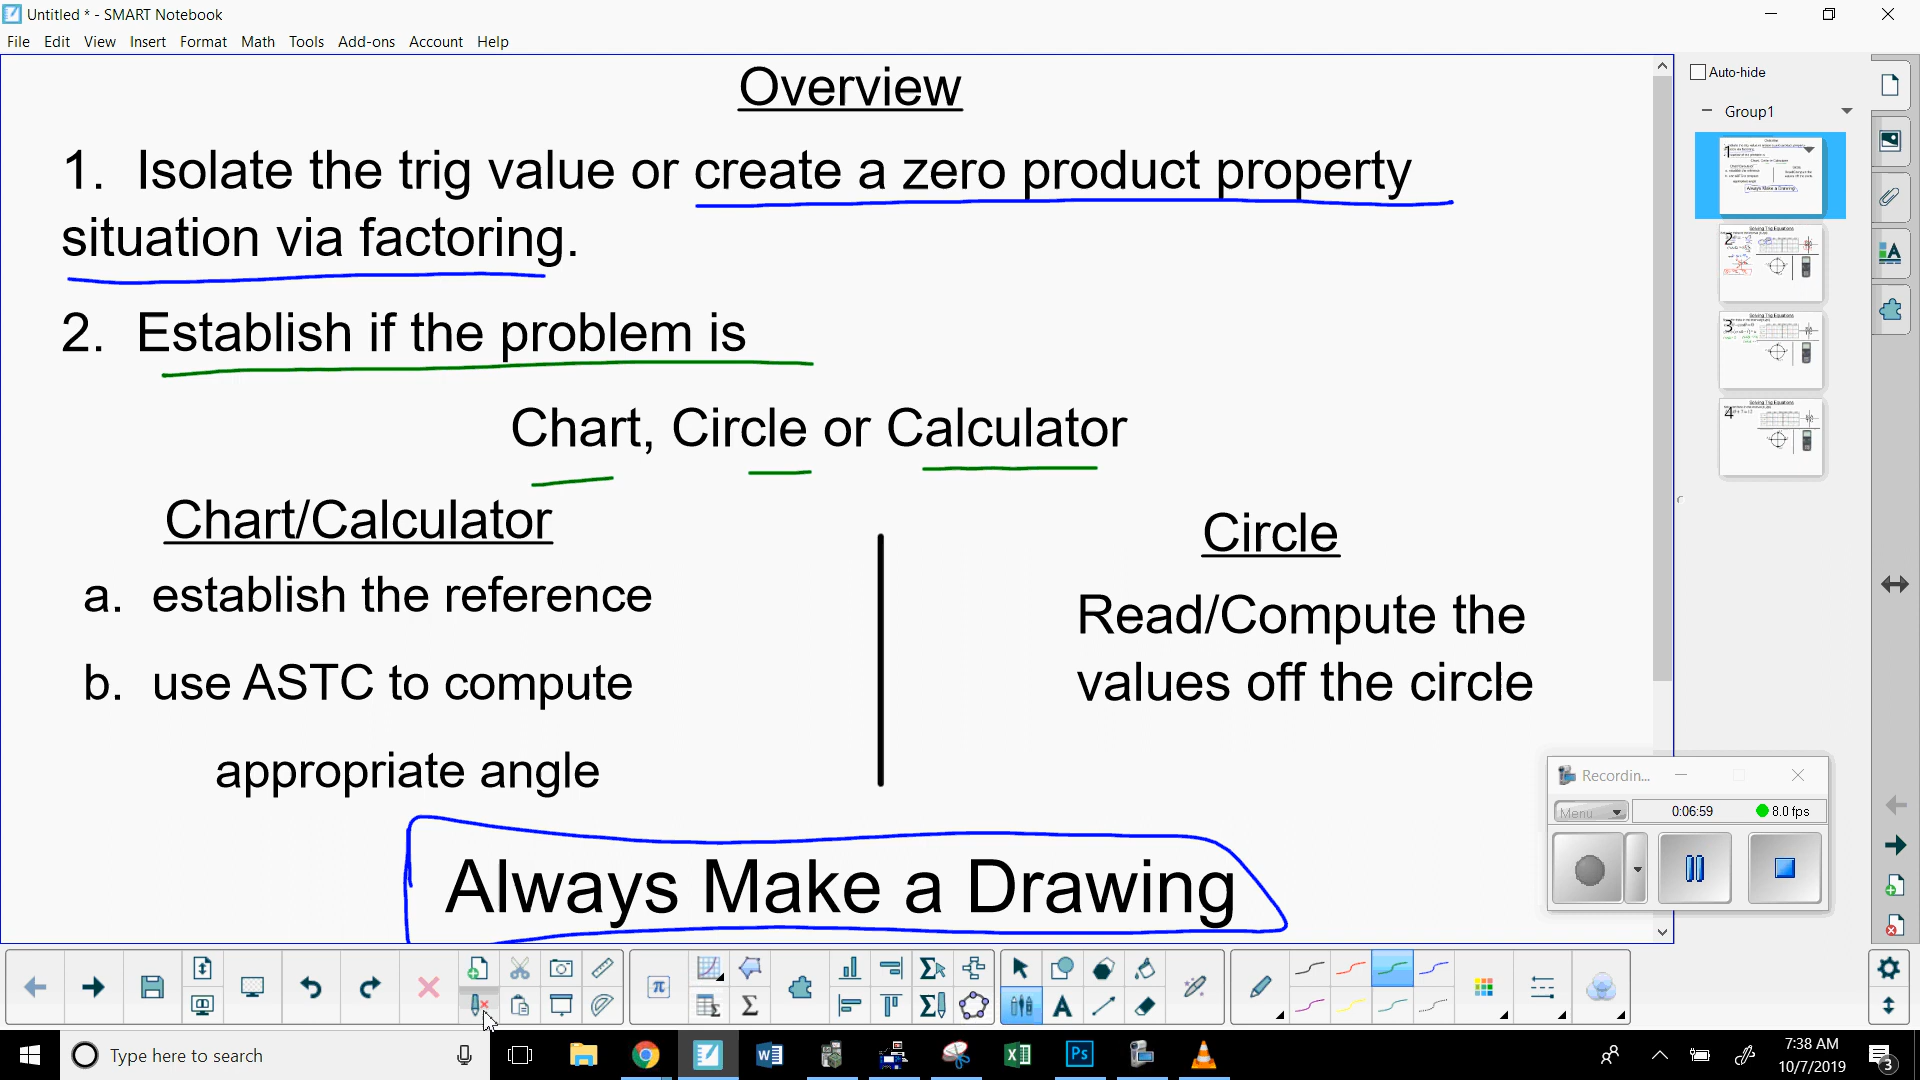 Untitled * - SMART Notebook
File Edit View Insert Format Math Tools Add-ons Account Help
Overview
1. Isolate the trig value or create a zero product property
situation via factoring.
2. Establish if the problem is
Chart, Circle or Calculator
Chart/Calculator
a. establish the reference
b. use ASTC to compute
appropriate angle
Circle
Read/Compute the
values off the circle
Always Make a Drawing
Auto-hide
Group1
2
3
4
Recordin...
Menu
0:06:59
8.0 fps
Type here to search
7:38 AM
10/7/2019
3